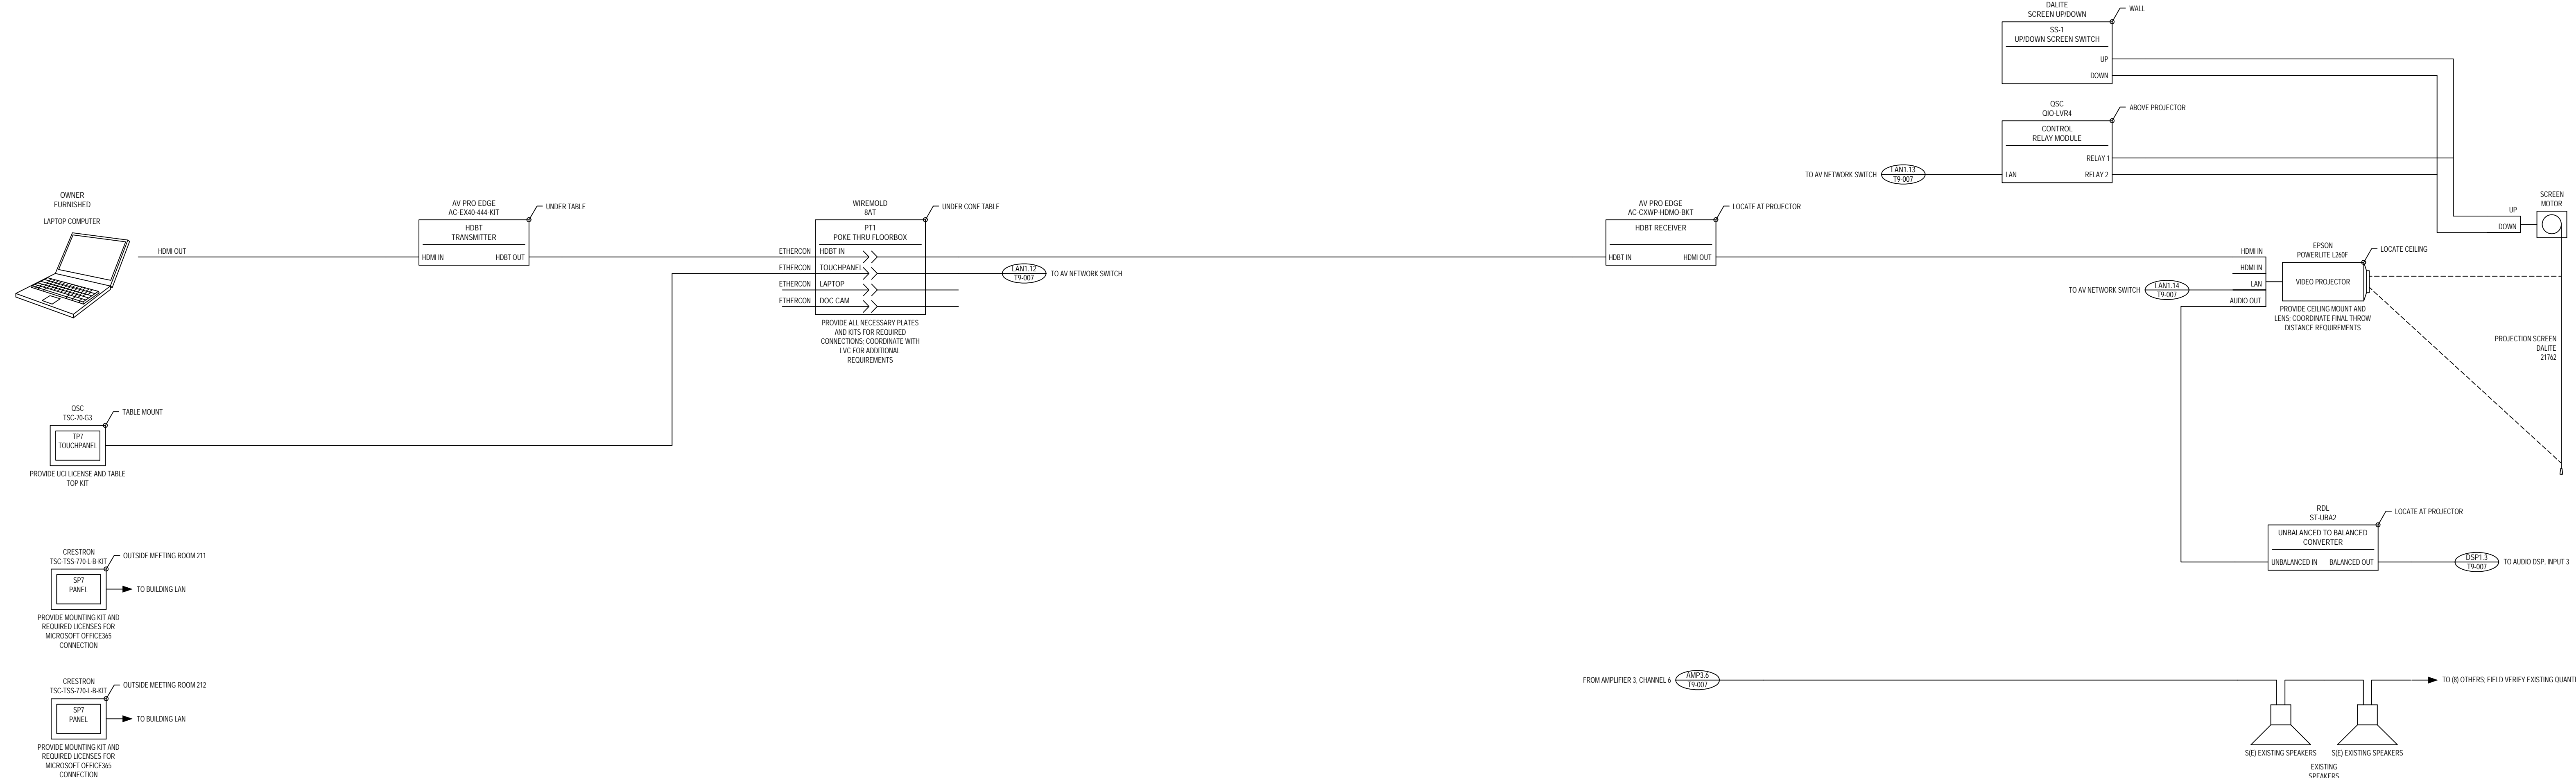 DALITE
SCREEN UP/DOWN
WALL
SS-1
UP/DOWN SCREEN SWITCH
UP
DOWN
QSC
QIO-LVR4
ABOVE PROJECTOR
CONTROL
RELAY MODULE
RELAY 1
LAN
RELAY 2
TO AV NETWORK SWITCH
LAN1.13
T9-007
OWNER
FURNISHED
LAPTOP COMPUTER
HDMI OUT
AV PRO EDGE
AC-EX40-444-KIT
UNDER TABLE
HDBT
TRANSMITTER
HDMI IN
HDBT OUT
WIREMOLD
8AT
UNDER CONF TABLE
PT1
POKE THRU FLOORBOX
ETHERCON
HDBT IN
ETHERCON
TOUCHPANEL
ETHERCON
LAPTOP
ETHERCON
DOC CAM
LAN1.12
T9-007
TO AV NETWORK SWITCH
PROVIDE ALL NECESSARY PLATES
AND KITS FOR REQUIRED
CONNECTIONS; COORDINATE WITH
LVC FOR ADDITIONAL
REQUIREMENTS
AV PRO EDGE
AC-CXWP-HDMO-BKT
LOCATE AT PROJECTOR
HDBT RECEIVER
HDBT IN
HDMI OUT
SCREEN
MOTOR
UP
DOWN
EPSON
POWERLITE L260F
LOCATE CEILING
HDMI IN
HDMI IN
LAN
AUDIO OUT
VIDEO PROJECTOR
TO AV NETWORK SWITCH
LAN1.14
T9-007
PROVIDE CEILING MOUNT AND
LENS; COORDINATE FINAL THROW
DISTANCE REQUIREMENTS
PROJECTION SCREEN
DALITE
21762
QSC
TSC-70-G3
TABLE MOUNT
TP7
TOUCHPANEL
PROVIDE UCI LICENSE AND TABLE
TOP KIT
RDL
ST-UBA2
LOCATE AT PROJECTOR
UNBALANCED TO BALANCED
CONVERTER
UNBALANCED IN
BALANCED OUT
DSP1.3
T9-007
TO AUDIO DSP, INPUT 3
CRESTRON
TSC-TSS-770-L-B-KIT
OUTSIDE MEETING ROOM 211
SP7
PANEL
TO BUILDING LAN
PROVIDE MOUNTING KIT AND
REQUIRED LICENSES FOR
MICROSOFT OFFICE365
CONNECTION
CRESTRON
TSC-TSS-770-L-B-KIT
OUTSIDE MEETING ROOM 212
SP7
PANEL
TO BUILDING LAN
PROVIDE MOUNTING KIT AND
REQUIRED LICENSES FOR
MICROSOFT OFFICE365
CONNECTION
FROM AMPLIFIER 3, CHANNEL 6
AMP3.6
T9-007
TO (8) OTHERS; FIELD VERIFY EXISTING
S(E) EXISTING SPEAKERS
S(E) EXISTING SPEAKERS
EXISTING
SPEAKERS